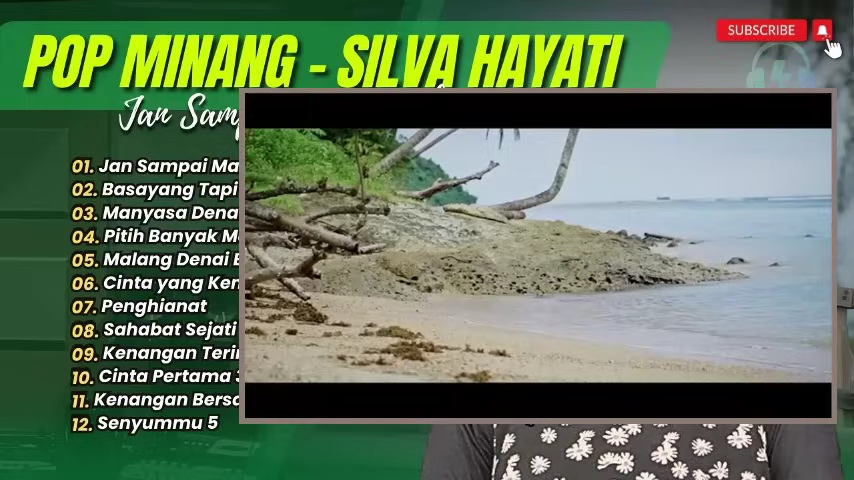 POP MINANG - SILVA HAYATI
SUBSCRIBE
Jan Samp
01. Jan Sampai Ma
02. Basayang Tapi
03. Manyasa Dena
04. Pitih Banyak M
05. Malang Denai B
06. Cinta yang Ken
07. Penghianat
08. Sahabat Sejati
09. Kenangan Terin
10. Cinta Pertama 3
11. Kenangan Bersa
12. Senyummu 5